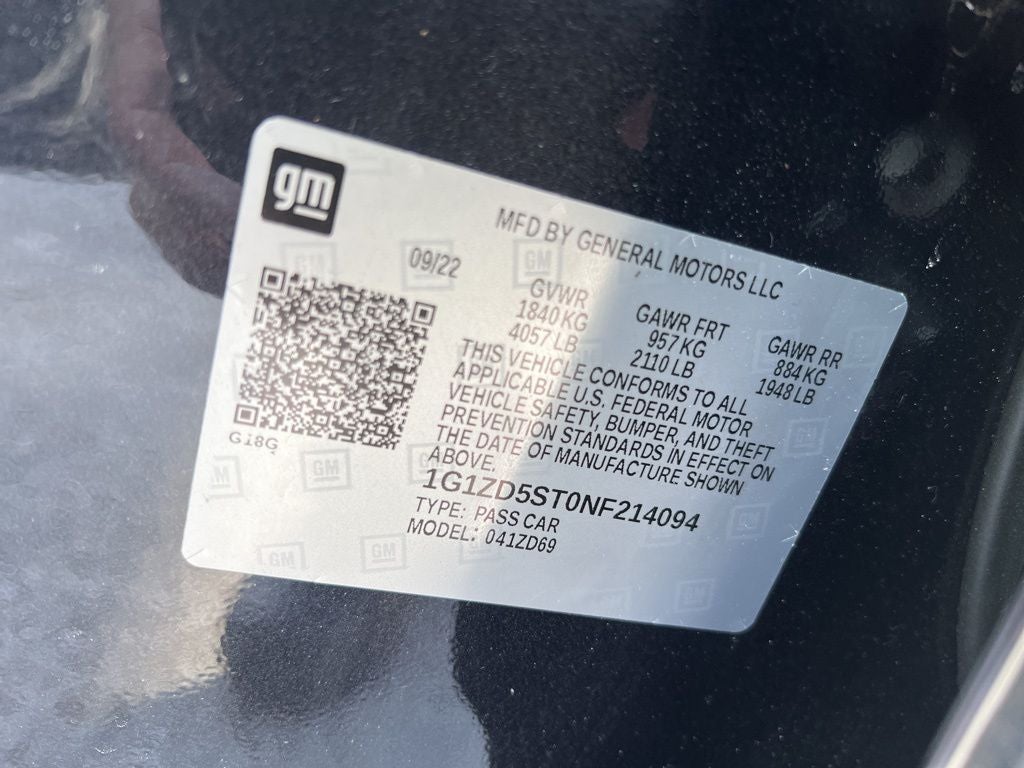 gm
MFD BY GENERAL MOTORS LLC
09/22
GVWR GAWR FRT GAWR RR
1840 KG 957 KG 884 KG
4057 LB 2110 LB 1948 LB
THIS VEHICLE CONFORMS TO ALL
APPLICABLE U.S. FEDERAL MOTOR
VEHICLE SAFETY, BUMPER, AND THEFT
PREVENTION STANDARDS IN EFFECT ON
THE DATE OF MANUFACTURE SHOWN
ABOVE.
G18G
1G1ZD5ST0NF214094
TYPE: PASS CAR
MODEL: 041ZD69